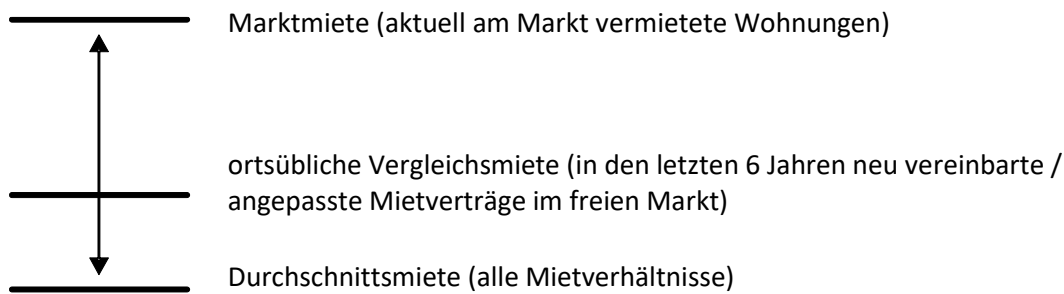 Marktmiete (aktuell am Markt vermietete Wohnungen)
ortsübliche Vergleichsmiete (in den letzten 6 Jahren neu vereinbarte /
angepasste Mietverträge im freien Markt)
Durchschnittsmiete (alle Mietverhältnisse)